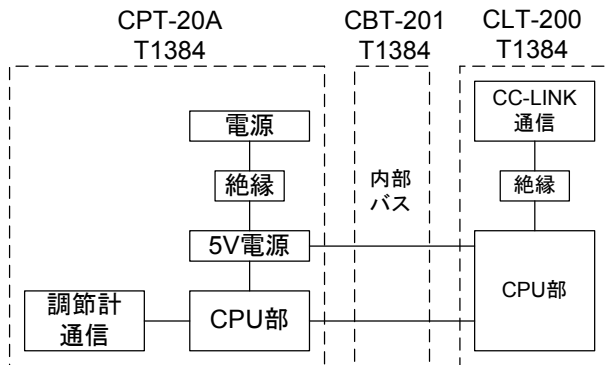 CPT-20A
T1384
CBT-201
T1384
CLT-200
T1384
電源
絶縁
5V電源
調節計
通信
CPU部
内部
バス
CC-LINK
通信
絶縁
CPU部